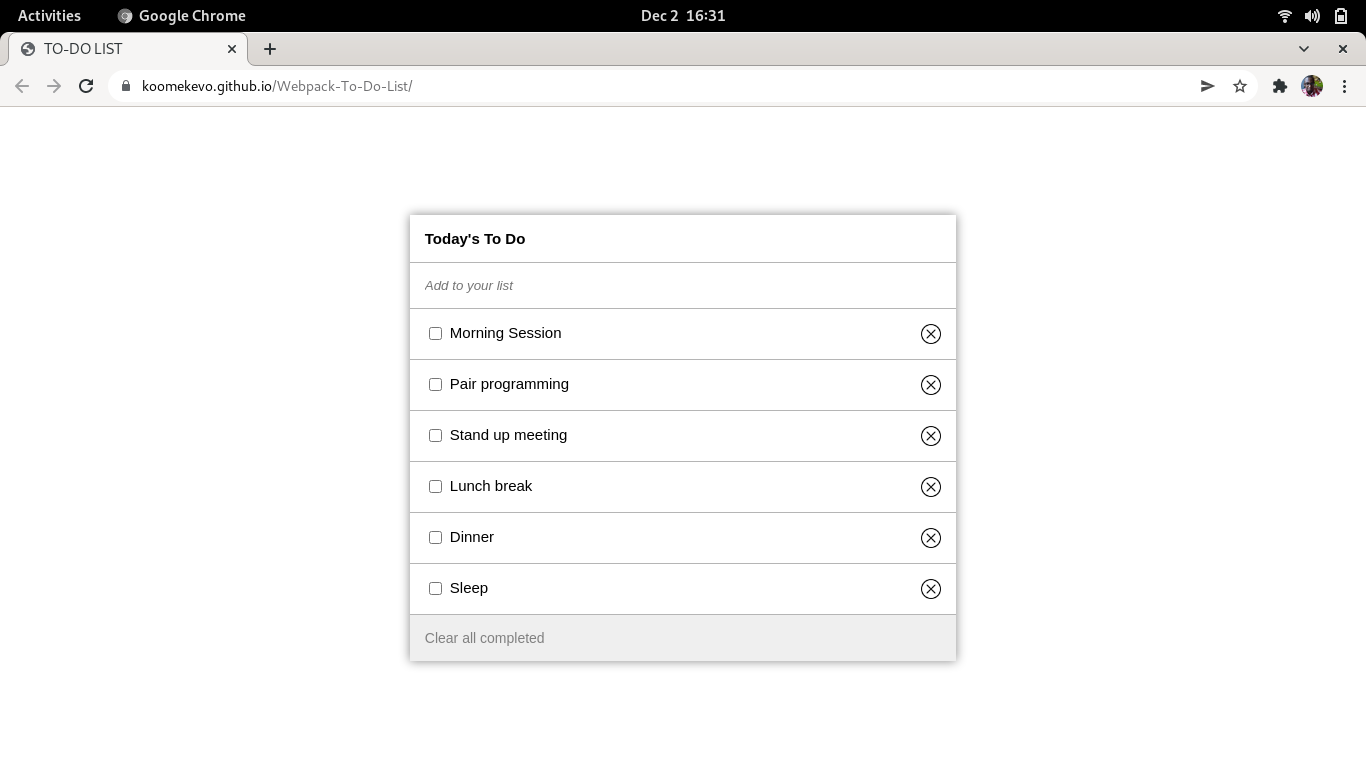 Activities Google Chrome Dec 2 16:31
TO-DO LIST
koomekevo.github.io/Webpack-To-Do-List/
Today's To Do
Add to your list
Morning Session
Pair programming
Stand up meeting
Lunch break
Dinner
Sleep
Clear all completed